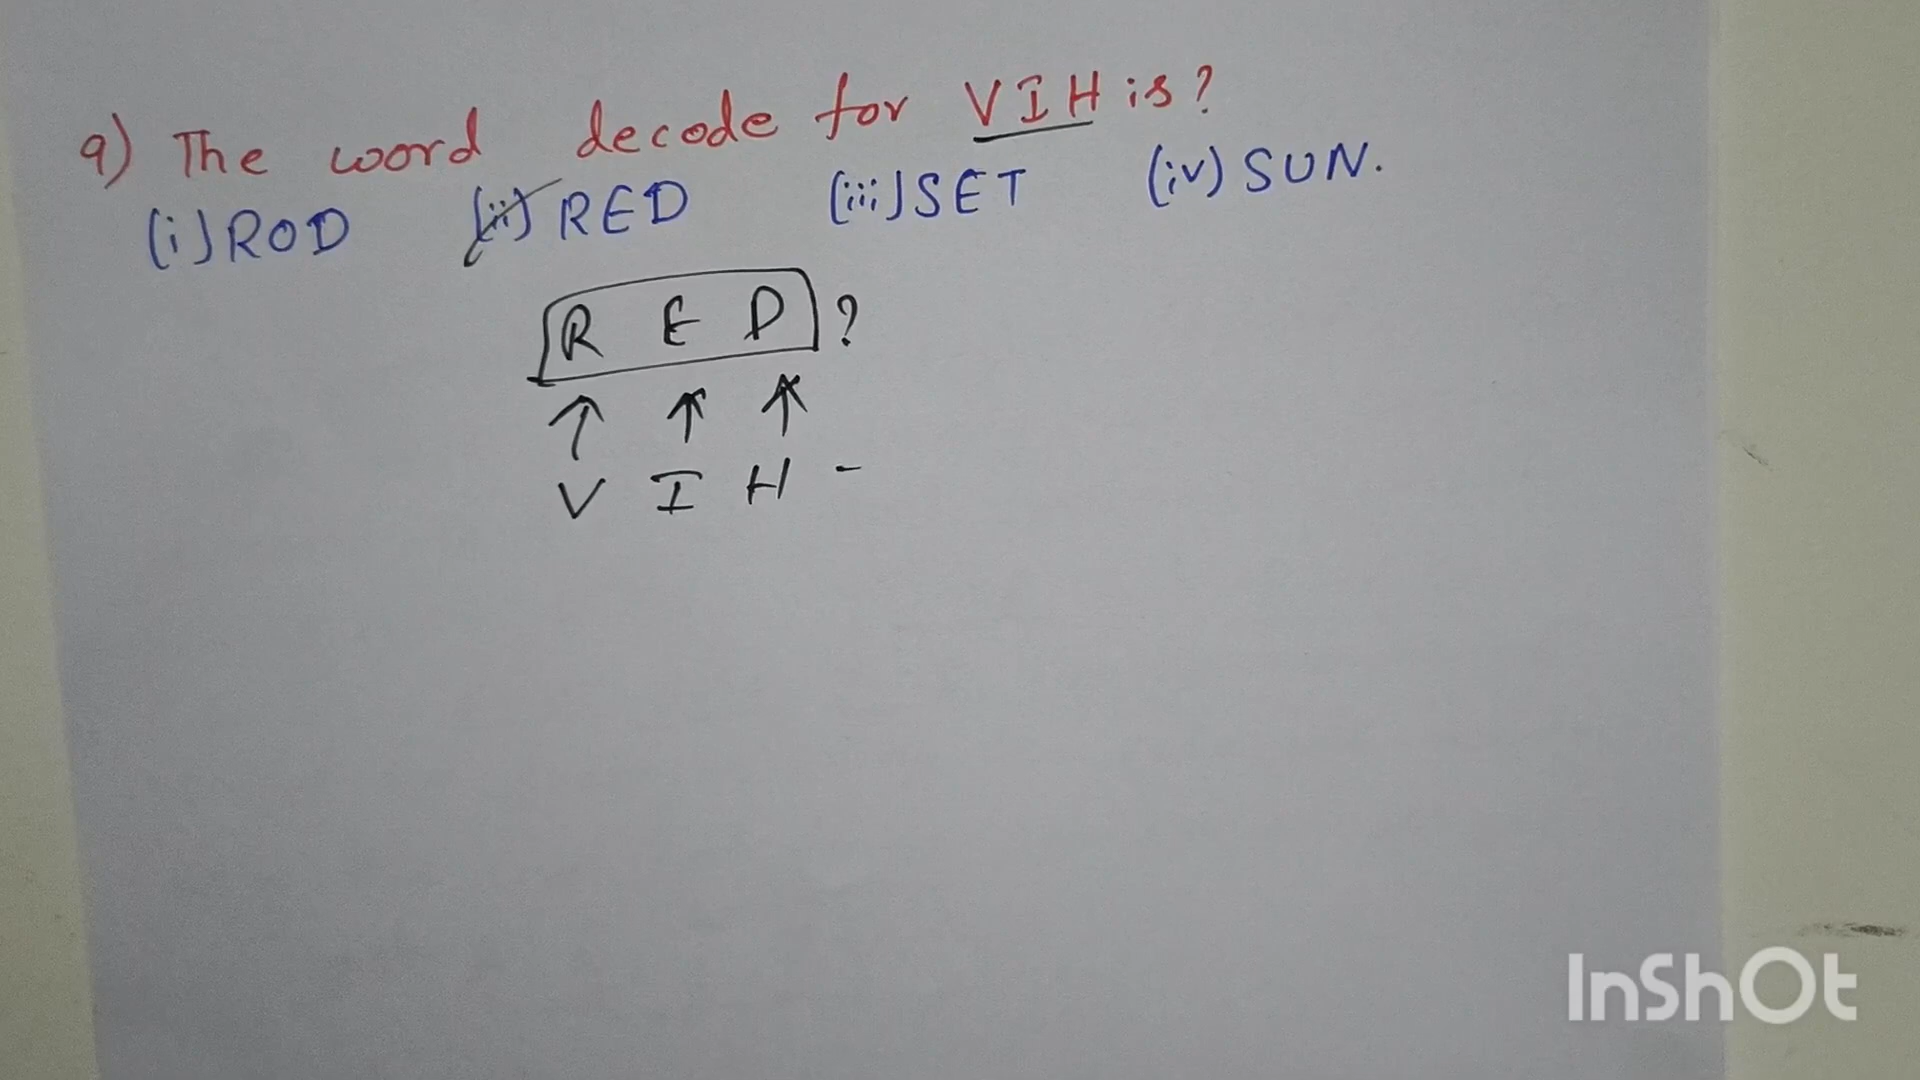 9) The word decode for VIH is?
(i) ROD (ii) RED (iii) SET (iv) SUN.
R E D ?
↑ ↑ ↑
V I H -
InShOt